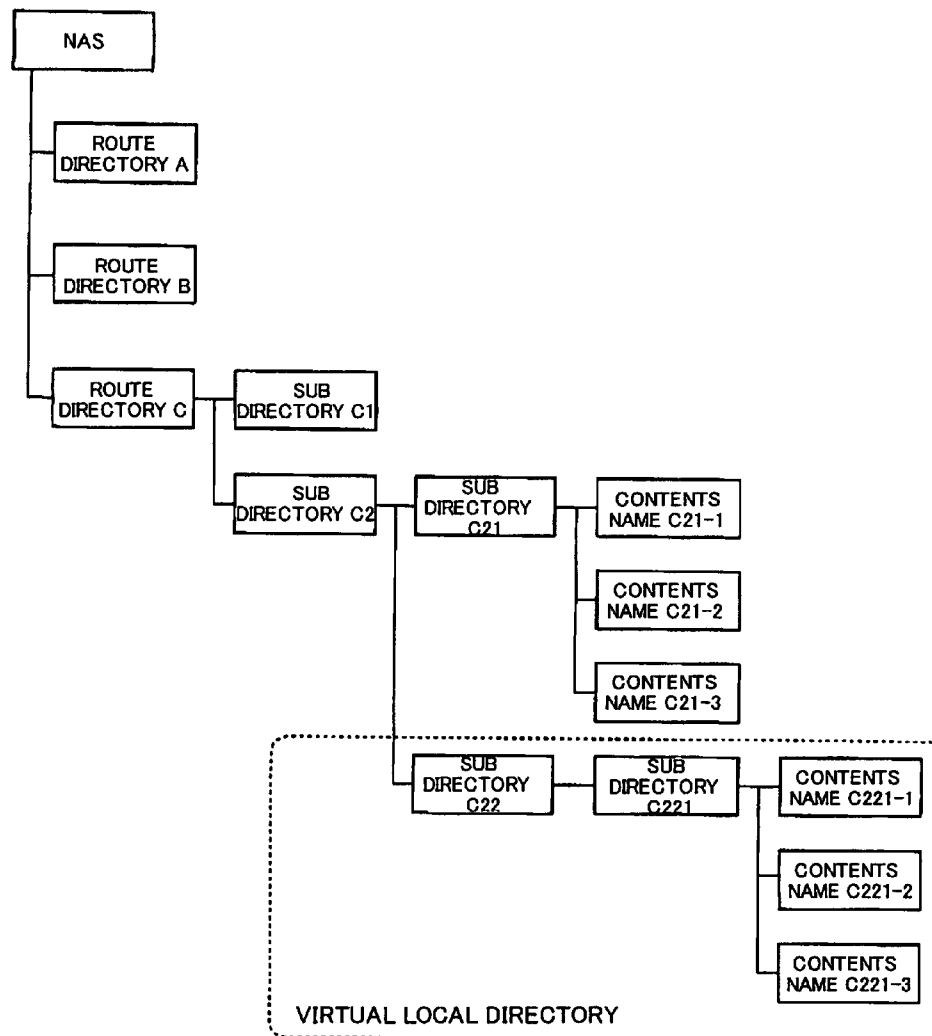 NAS
ROUTE
DIRECTORY A
ROUTE
DIRECTORY B
ROUTE
DIRECTORY C
SUB
DIRECTORY C1
SUB
DIRECTORY C2
SUB
DIRECTORY
C21
CONTENTS
NAME C21-1
CONTENTS
NAME C21-2
CONTENTS
NAME C21-3
SUB
DIRECTORY
C22
SUB
DIRECTORY
C221
CONTENTS
NAME C221-1
CONTENTS
NAME C221-2
CONTENTS
NAME C221-3
VIRTUAL LOCAL DIRECTORY